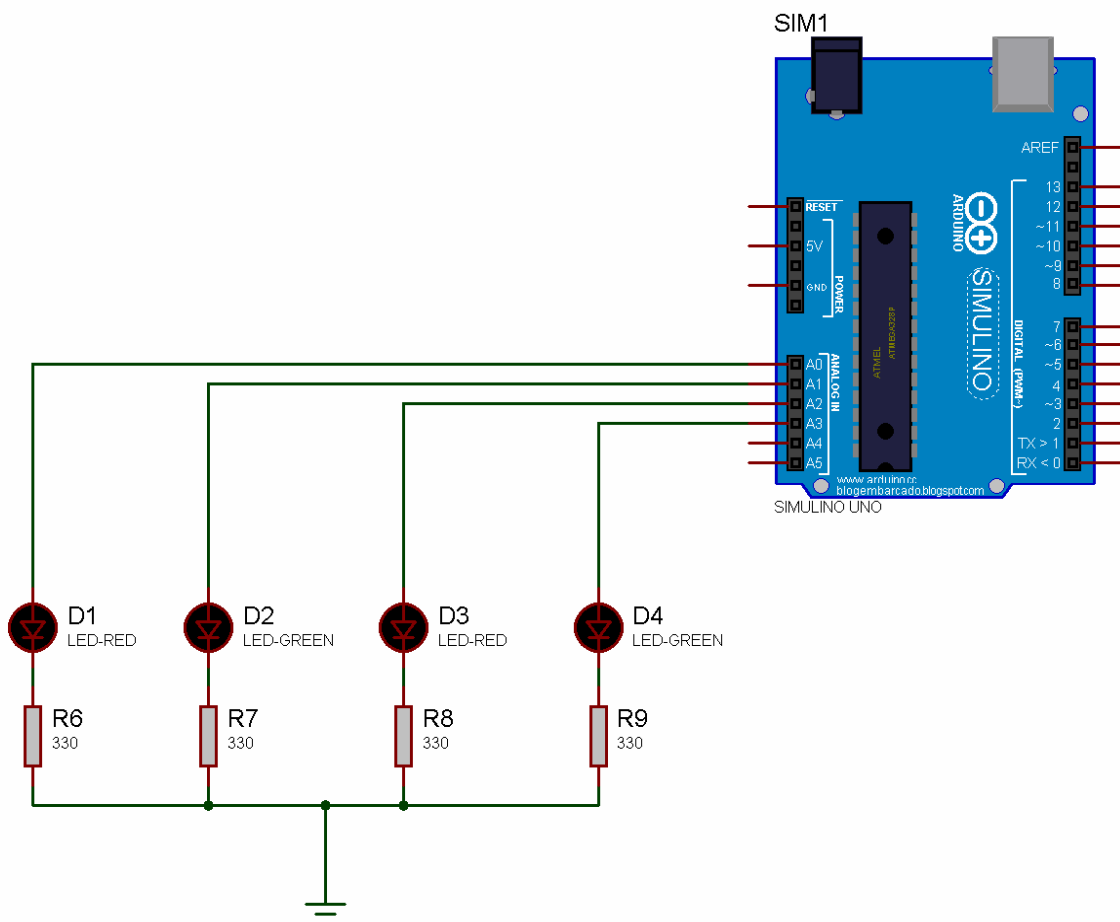 SIM1
AREF
13
12
~11
~10
~9
8
7
~6
~5
4
~3
2
TX > 1
RX < 0
DIGITAL (PWM~)
ARDUINO
SIMULINO
RESET
5V
GND
POWER
A0
A1
A2
A3
A4
A5
ANALOG IN
ATMEL
ATMEGA328P
www.arduino.cc
blogembarcado.blogspot.com
SIMULINO UNO
D1
LED-RED
D2
LED-GREEN
D3
LED-RED
D4
LED-GREEN
R6
330
R7
330
R8
330
R9
330